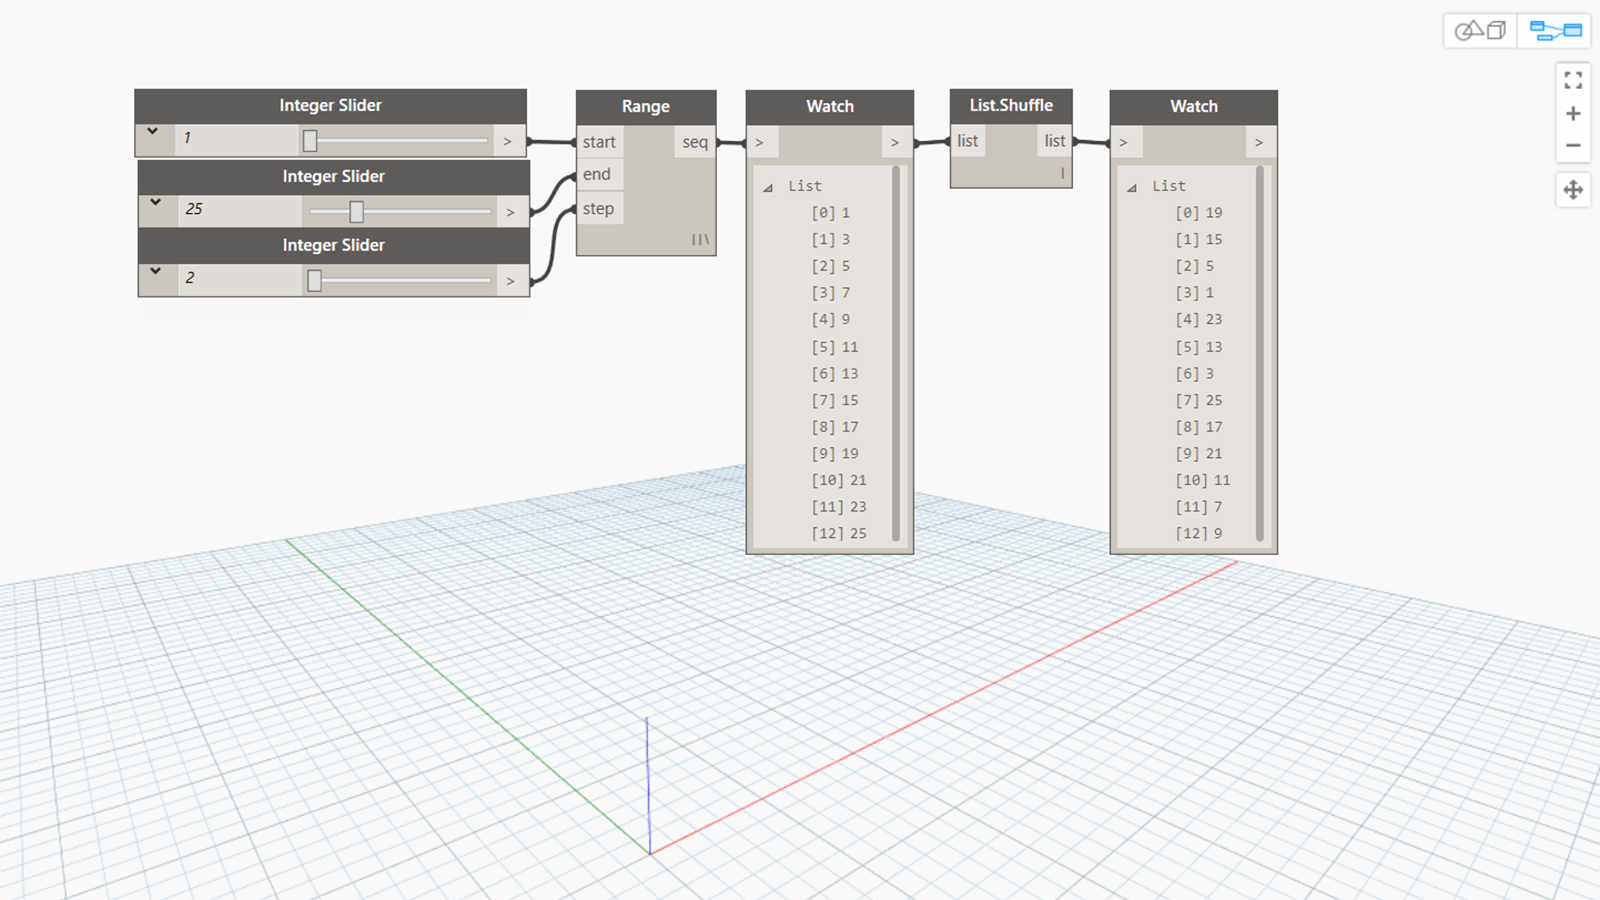 Integer Slider
1
>
Integer Slider
25
>
Integer Slider
2
>
Range
start
seq
end
step
Watch
>
>
List
[0] 1
[1] 3
[2] 5
[3] 7
[4] 9
[5] 11
[6] 13
[7] 15
[8] 17
[9] 19
[10] 21
[11] 23
[12] 25
List.Shuffle
list
list
Watch
>
>
List
[0] 19
[1] 15
[2] 5
[3] 1
[4] 23
[5] 13
[6] 3
[7] 25
[8] 17
[9] 21
[10] 11
[11] 7
[12] 9